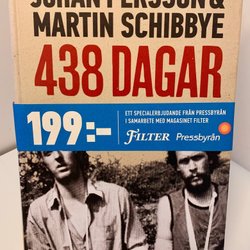 JOHAN PERSSON &
MARTIN SCHIBBYE
438 DAGAR
199:-
ETT SPECIALERBJUDANDE FRÅN PRESSBYRÅN
I SAMARBETE MED MAGASINET FILTER
FILTER Pressbyrån